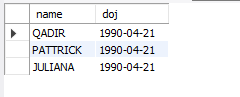 name doj
QADIR 1990-04-21
PATTRICK 1990-04-21
JULIANA 1990-04-21